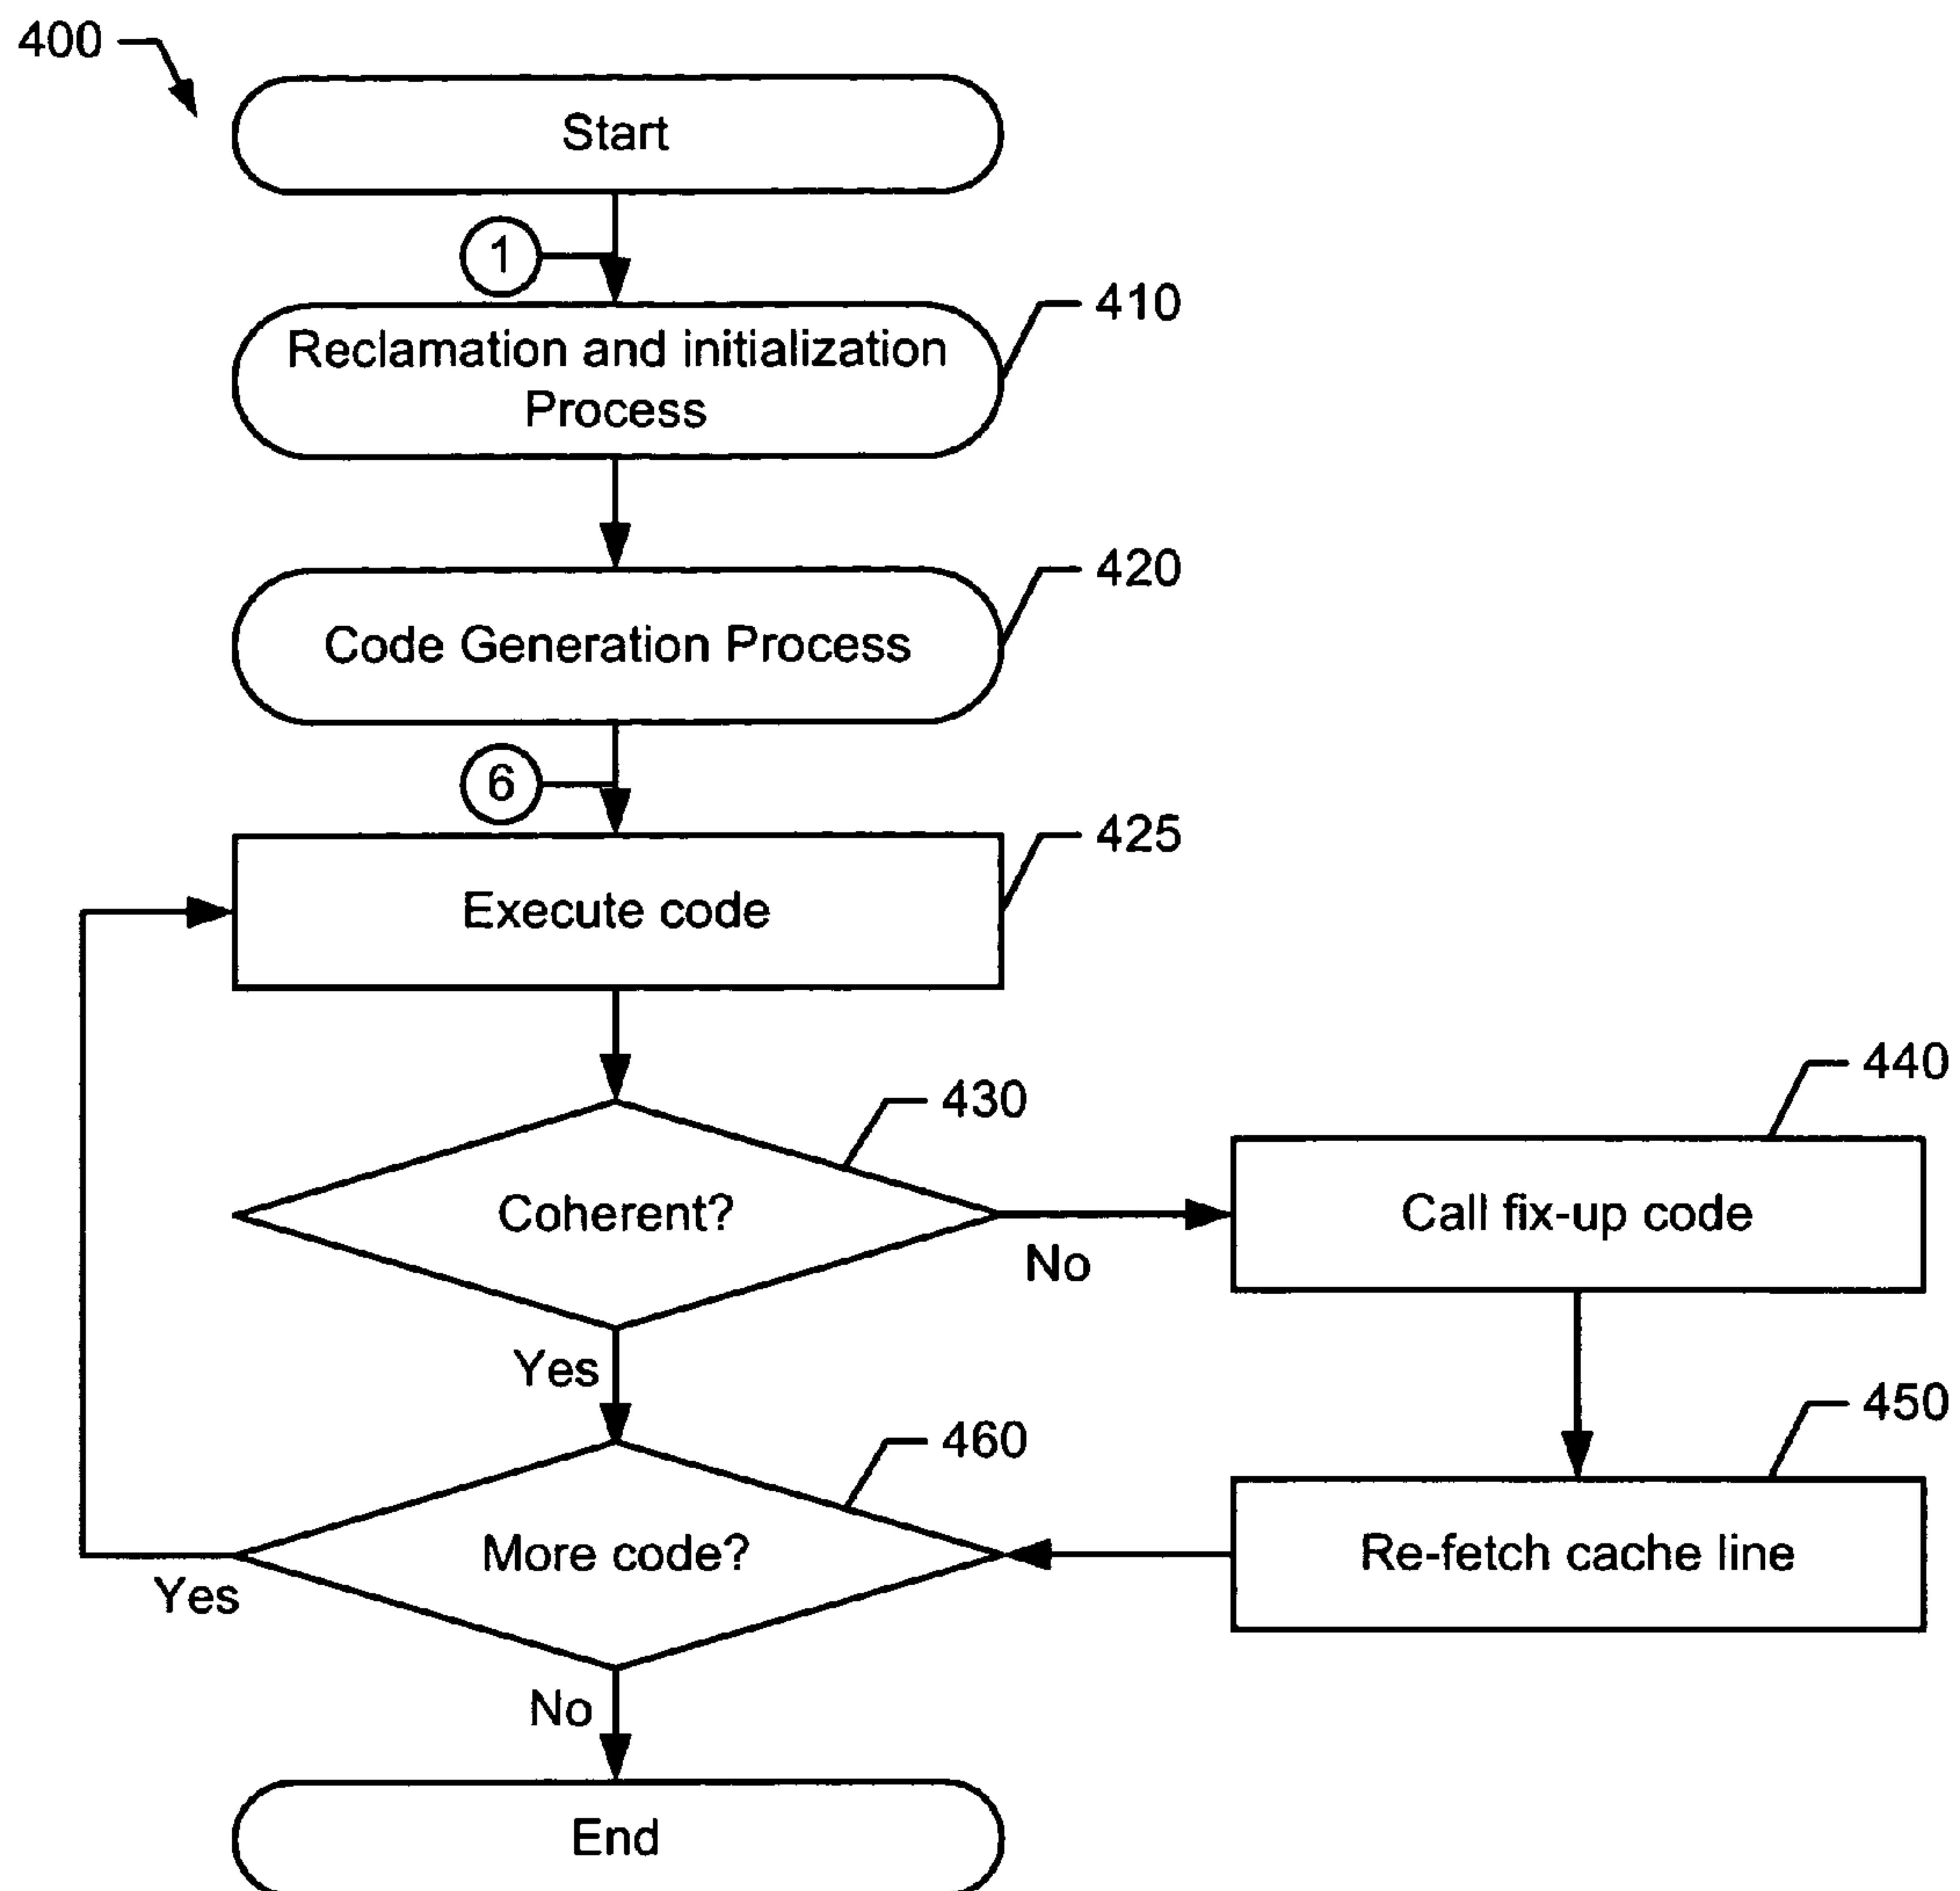 400
Start
1
410
Reclamation and initialization
Process
420
Code Generation Process
6
425
Execute code
430
Coherent?
No
440
Call fix-up code
Yes
450
Re-fetch cache line
460
More code?
Yes
No
End